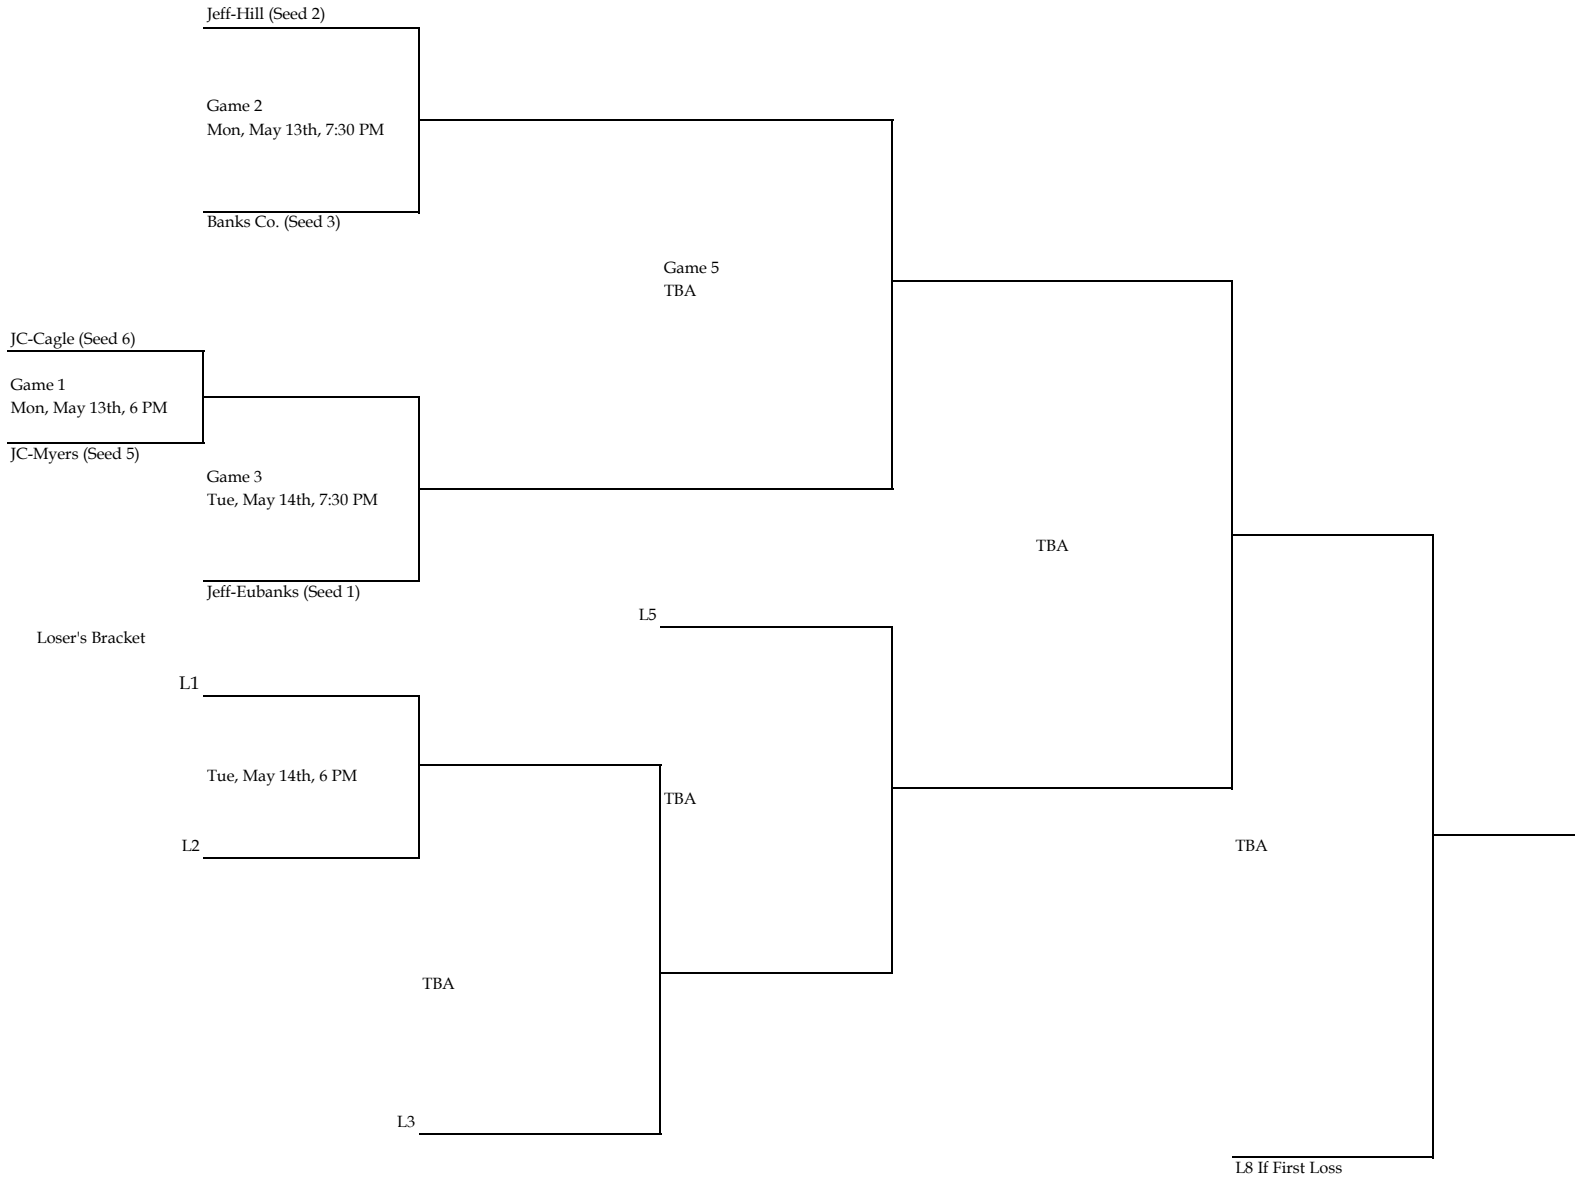 Jeff-Hill (Seed 2)
Game 2
Mon, May 13th, 7:30 PM
Banks Co. (Seed 3)
Game 5
TBA
JC-Cagle (Seed 6)
Game 1
Mon, May 13th, 6 PM
JC-Myers (Seed 5)
Game 3
Tue, May 14th, 7:30 PM
TBA
Jeff-Eubanks (Seed 1)
L5
Loser's Bracket
L1
Tue, May 14th, 6 PM
TBA
L2
TBA
TBA
L3
L8 If First Loss